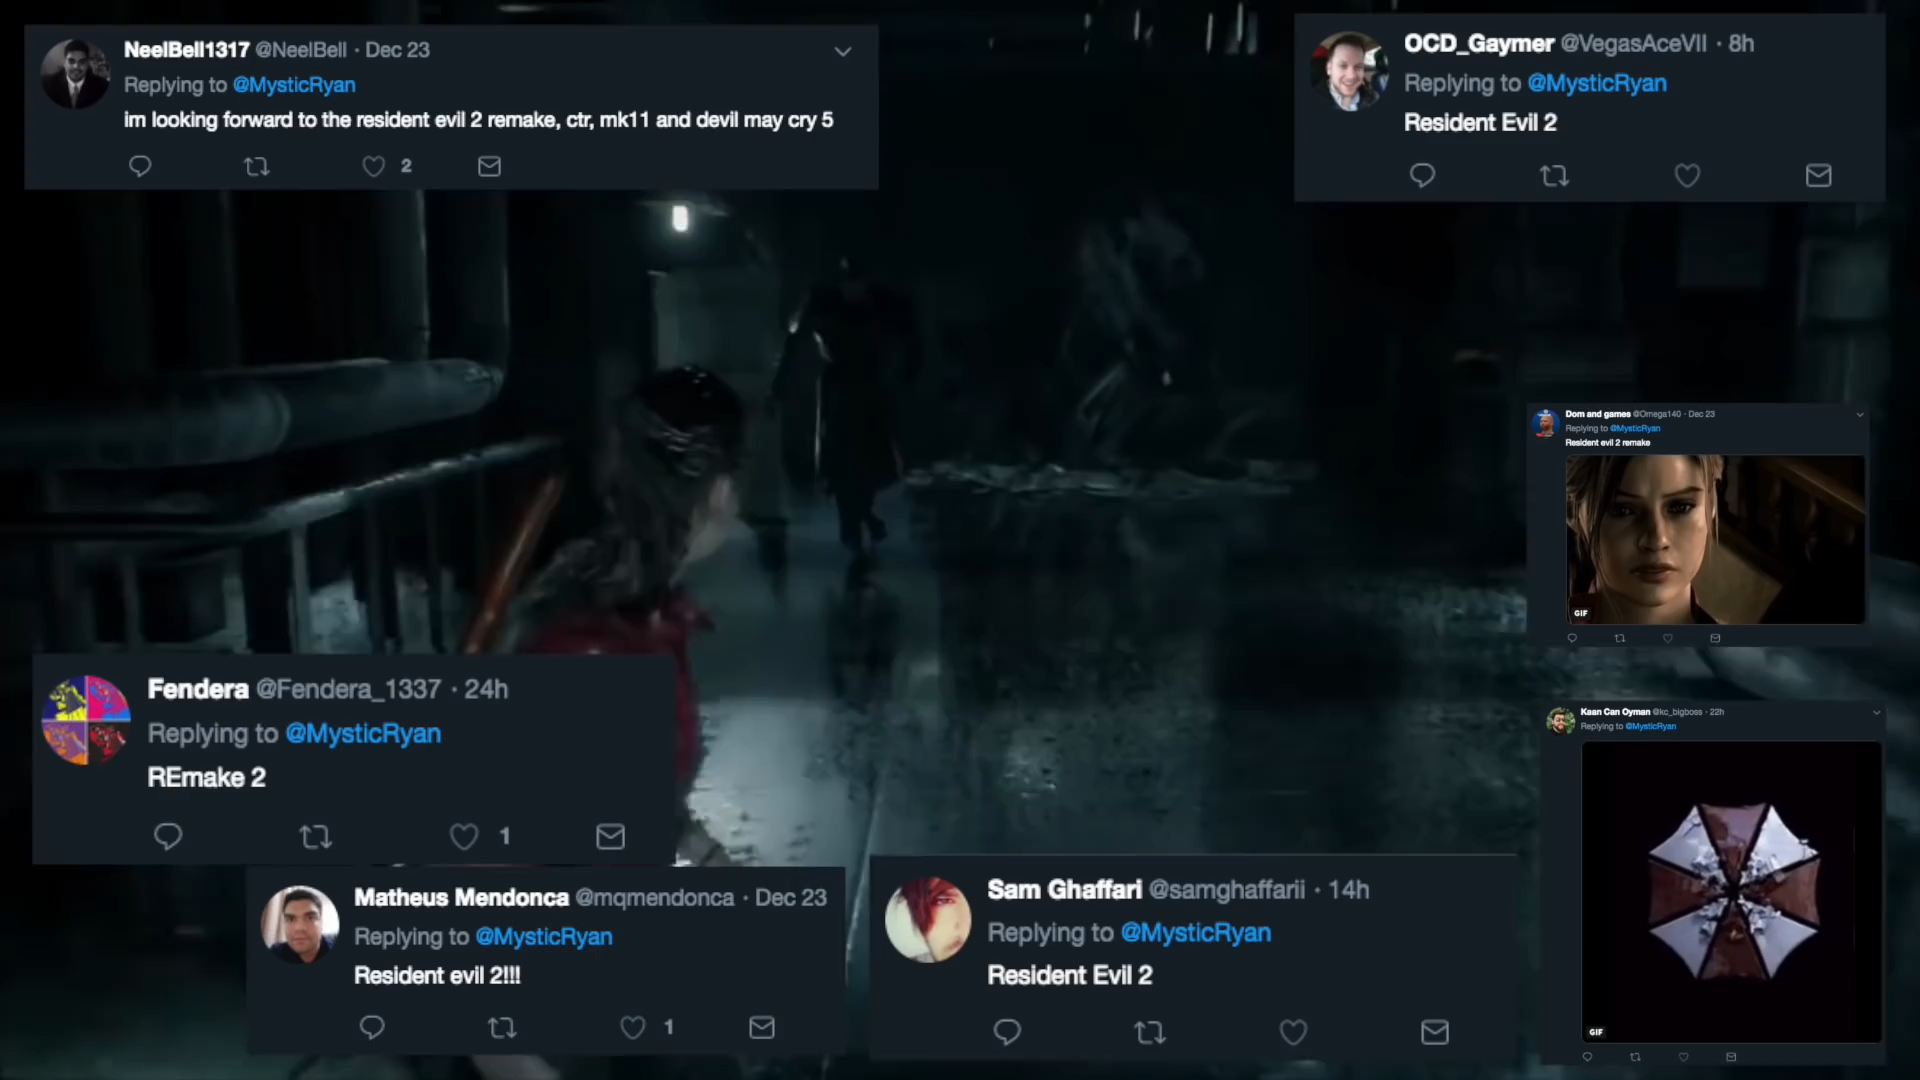 NeelBell1317 @NeelBell · Dec 23
Replying to @MysticRyan
im looking forward to the resident evil 2 remake, ctr, mk11 and devil may cry 5
2
OCD_Gaymer @VegasAceVII · 8h
Replying to @MysticRyan
Resident Evil 2
Dom and games @Omega140 · Dec 23
Replying to @MysticRyan
Resident evil 2 remake
GIF
Fendera @Fendera_1337 · 24h
Replying to @MysticRyan
REmake 2
1
Kaan Can Oyman @kc_bigboss · 22h
Replying to @MysticRyan
GIF
Matheus Mendonca @mqmendonca · Dec 23
Replying to @MysticRyan
Resident evil 2!!!
1
Sam Ghaffari @samghaffarii · 14h
Replying to @MysticRyan
Resident Evil 2